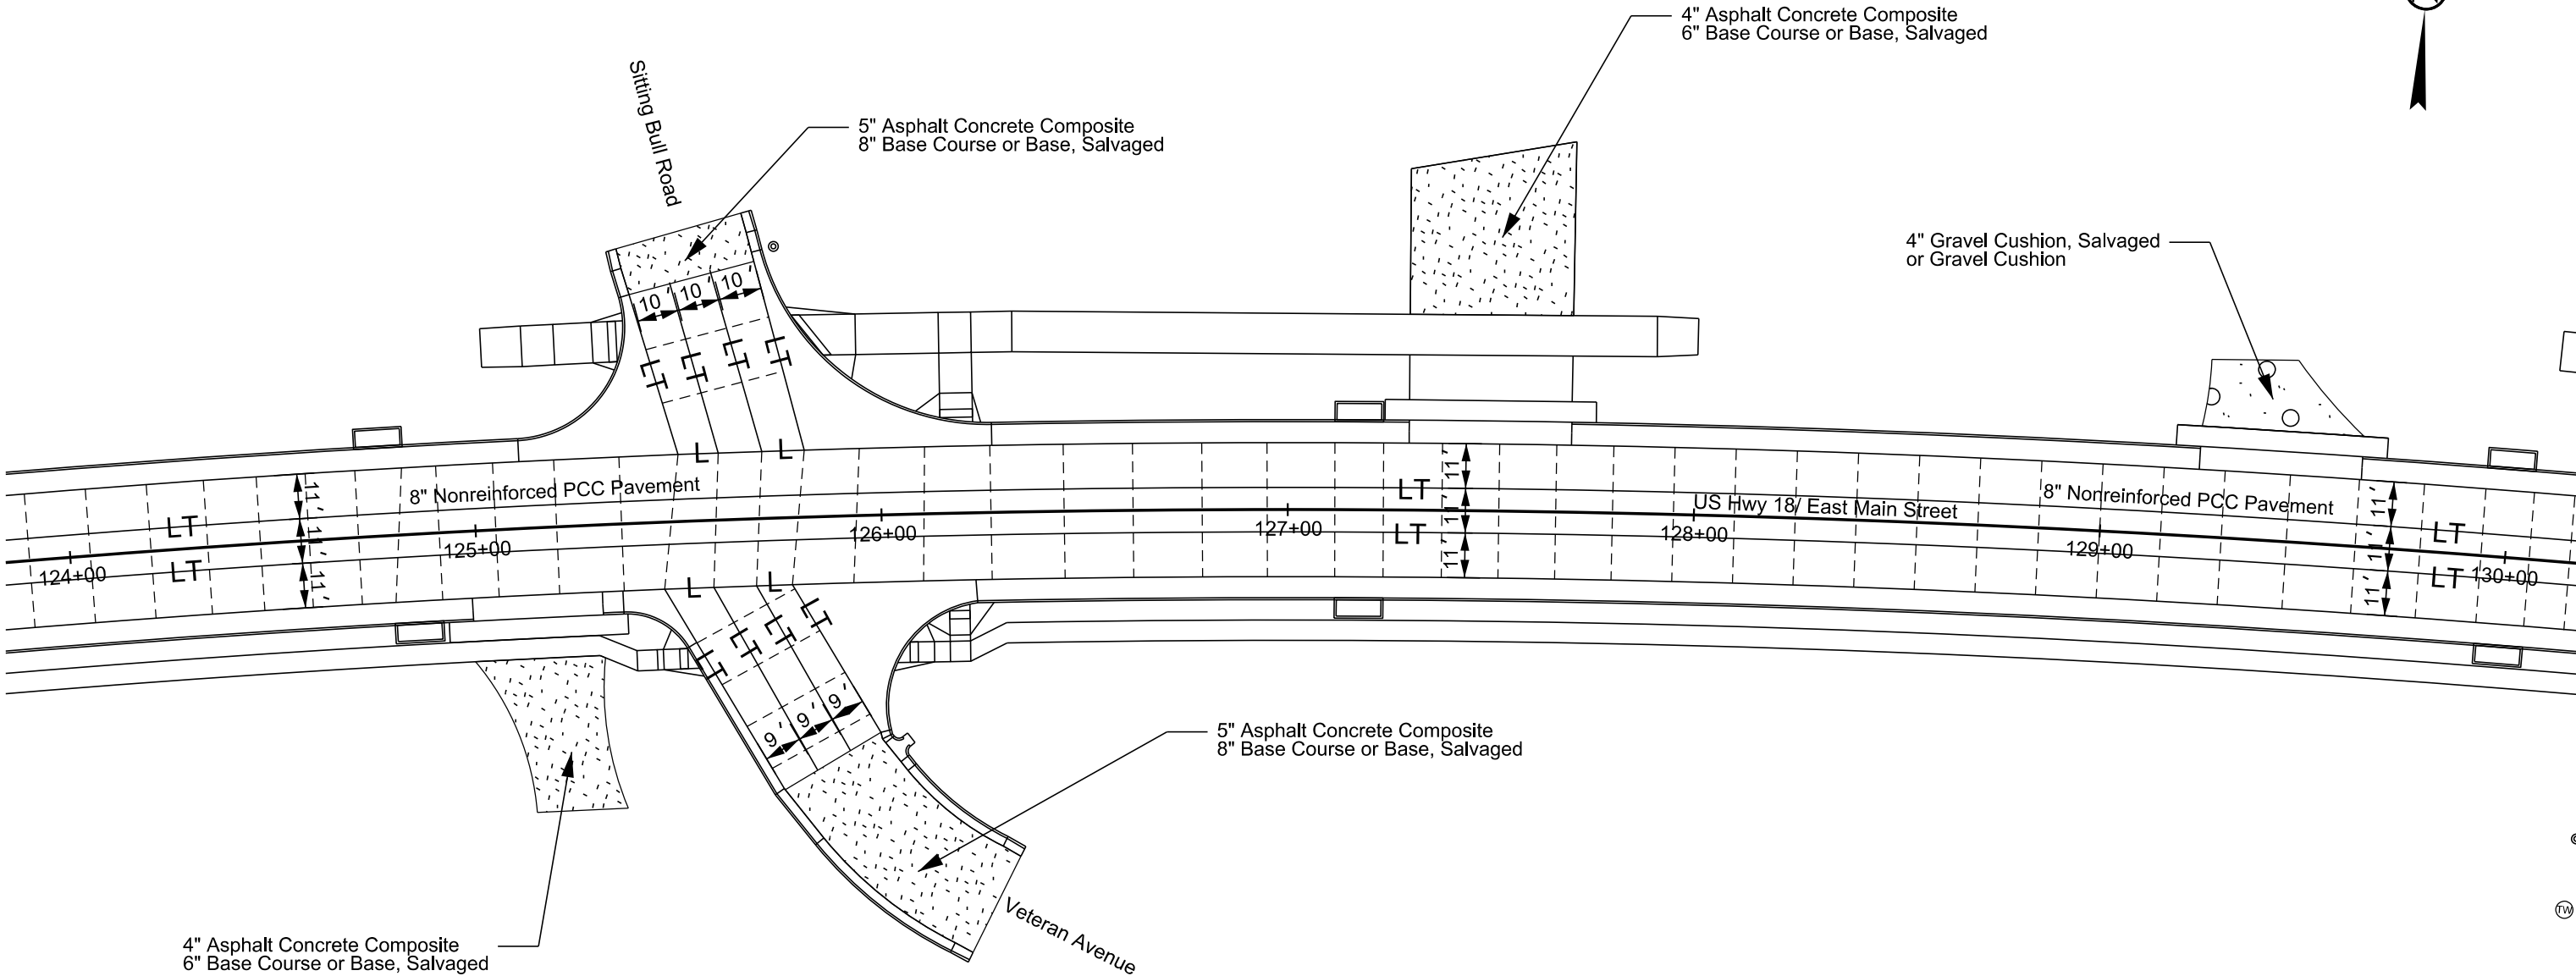 4" Asphalt Concrete Composite
6" Base Course or Base, Salvaged
Sitting Bull Road
5" Asphalt Concrete Composite
8" Base Course or Base, Salvaged
4" Gravel Cushion, Salvaged
or Gravel Cushion
10'
10'
10'
LT
LT
LT
LT
L
L
8" Nonreinforced PCC Pavement
US Hwy 18/ East Main Street
8" Nonreinforced PCC Pavement
11'
11'
11'
11'
11'
11'
11'
11'
11'
LT
LT
LT
LT
LT
LT
124+00
125+00
126+00
127+00
128+00
129+00
130+00
L
L
LT
LT
LT
LT
9'
9'
9'
5" Asphalt Concrete Composite
8" Base Course or Base, Salvaged
Veteran Avenue
TW
4" Asphalt Concrete Composite
6" Base Course or Base, Salvaged